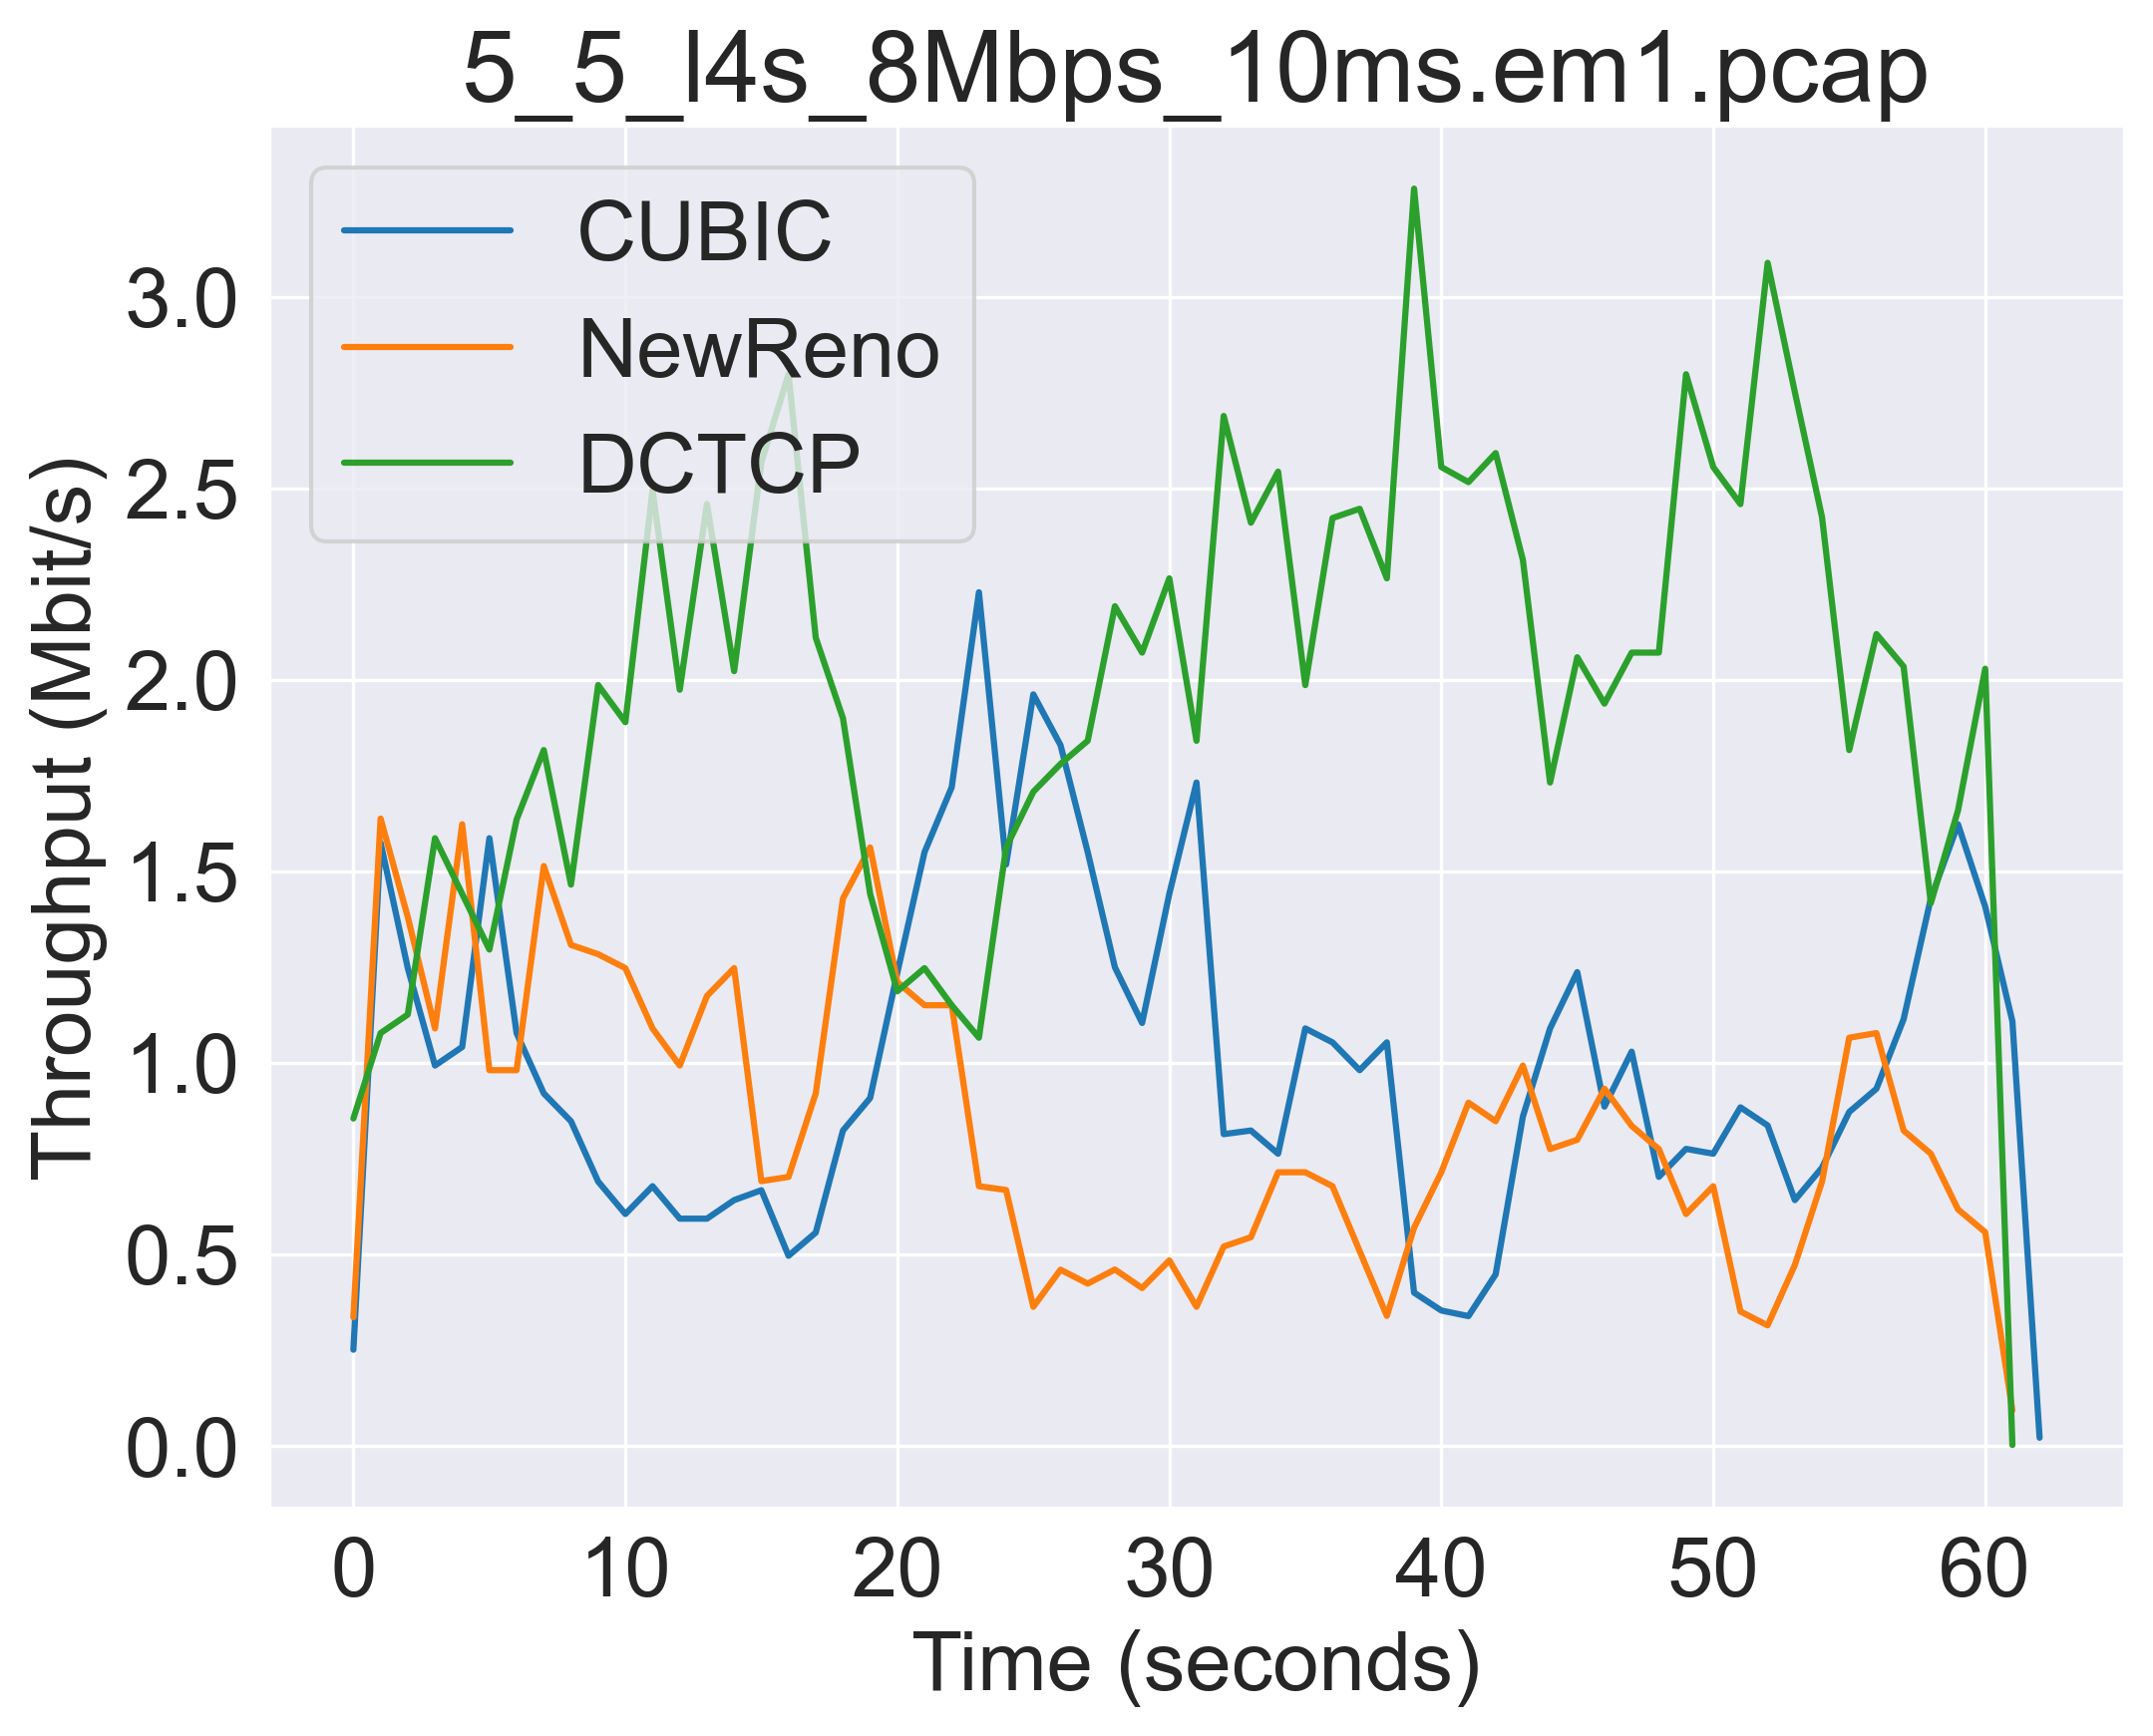 5_5_l4s_8Mbps_10ms.em1.pcap
CUBIC
NewReno
DCTCP
Throughput (Mbit/s)
3.0
2.5
2.0
1.5
1.0
0.5
0.0
0 10 20 30 40 50 60
Time (seconds)